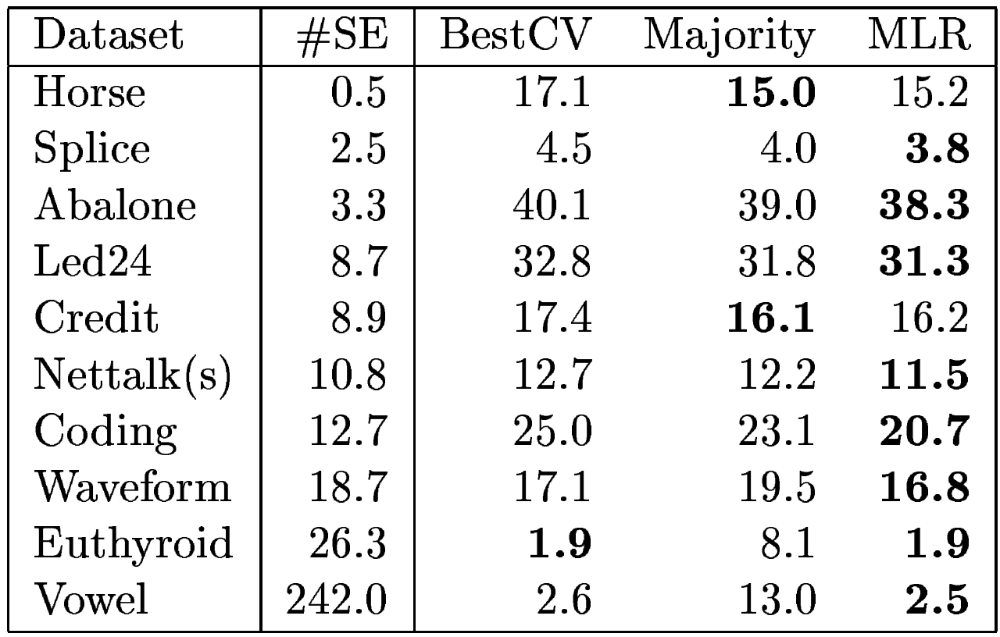 Dataset #SE BestCV Majority MLR
Horse 0.5 17.1 15.0 15.2
Splice 2.5 4.5 4.0 3.8
Abalone 3.3 40.1 39.0 38.3
Led24 8.7 32.8 31.8 31.3
Credit 8.9 17.4 16.1 16.2
Nettalk(s) 10.8 12.7 12.2 11.5
Coding 12.7 25.0 23.1 20.7
Waveform 18.7 17.1 19.5 16.8
Euthyroid 26.3 1.9 8.1 1.9
Vowel 242.0 2.6 13.0 2.5